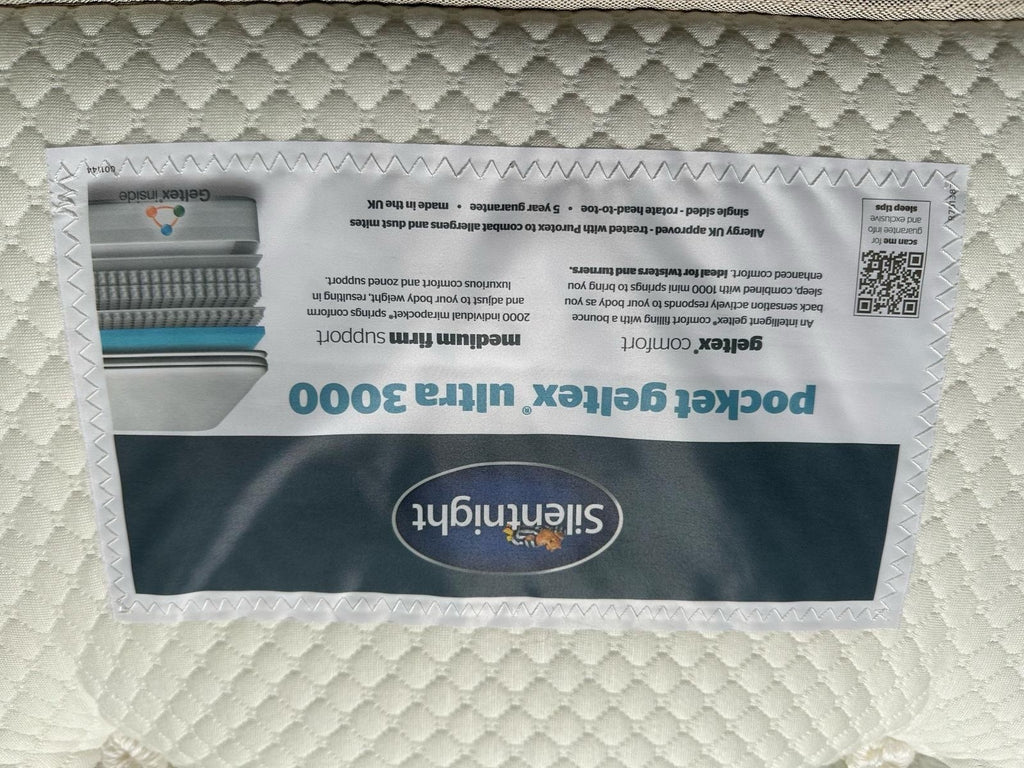 Silentnight
pocket geltex® ultra 3000
geltex® comfort
An intelligent geltex® comfort filling with a bounce
back sensation actively responds to your body as you
sleep, combined with 1000 mini springs to bring you
enhanced comfort. Ideal for twisters and turners.
medium firm support
2000 individual mirapocket® springs conform
and adjust to your body weight, resulting in
luxurious comfort and zoned support.
Allergy UK approved - treated with Purotex to combat allergens and dust mites
single sided - rotate head-to-toe • 5 year guarantee • made in the UK
scan me for
guarantee info
and exclusive
sleep tips
Geltex® inside